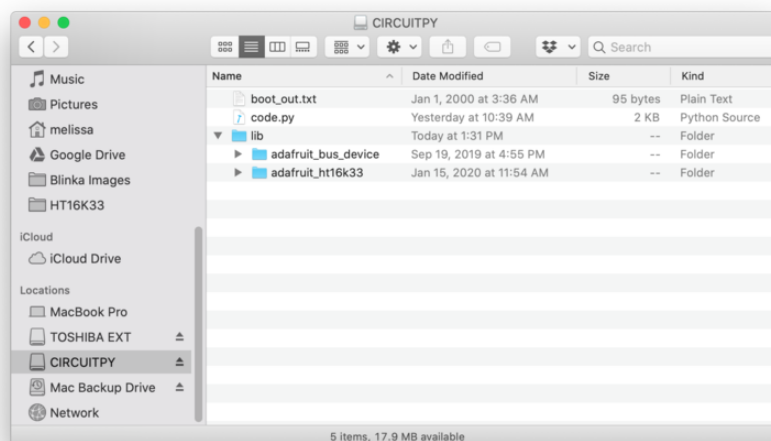 CIRCUITPY
Search
Music
Pictures
melissa
Google Drive
Blinka Images
HT16K33
iCloud
iCloud Drive
Locations
MacBook Pro
TOSHIBA EXT
CIRCUITPY
Mac Backup Drive
Network
Name Date Modified Size Kind
boot_out.txt Jan 1, 2000 at 3:36 AM 95 bytes Plain Text
code.py Yesterday at 10:39 AM 2 KB Python Source
lib Today at 1:31 PM -- Folder
adafruit_bus_device Sep 19, 2019 at 4:55 PM -- Folder
adafruit_ht16k33 Jan 15, 2020 at 11:54 AM -- Folder
5 items, 17.9 MB available